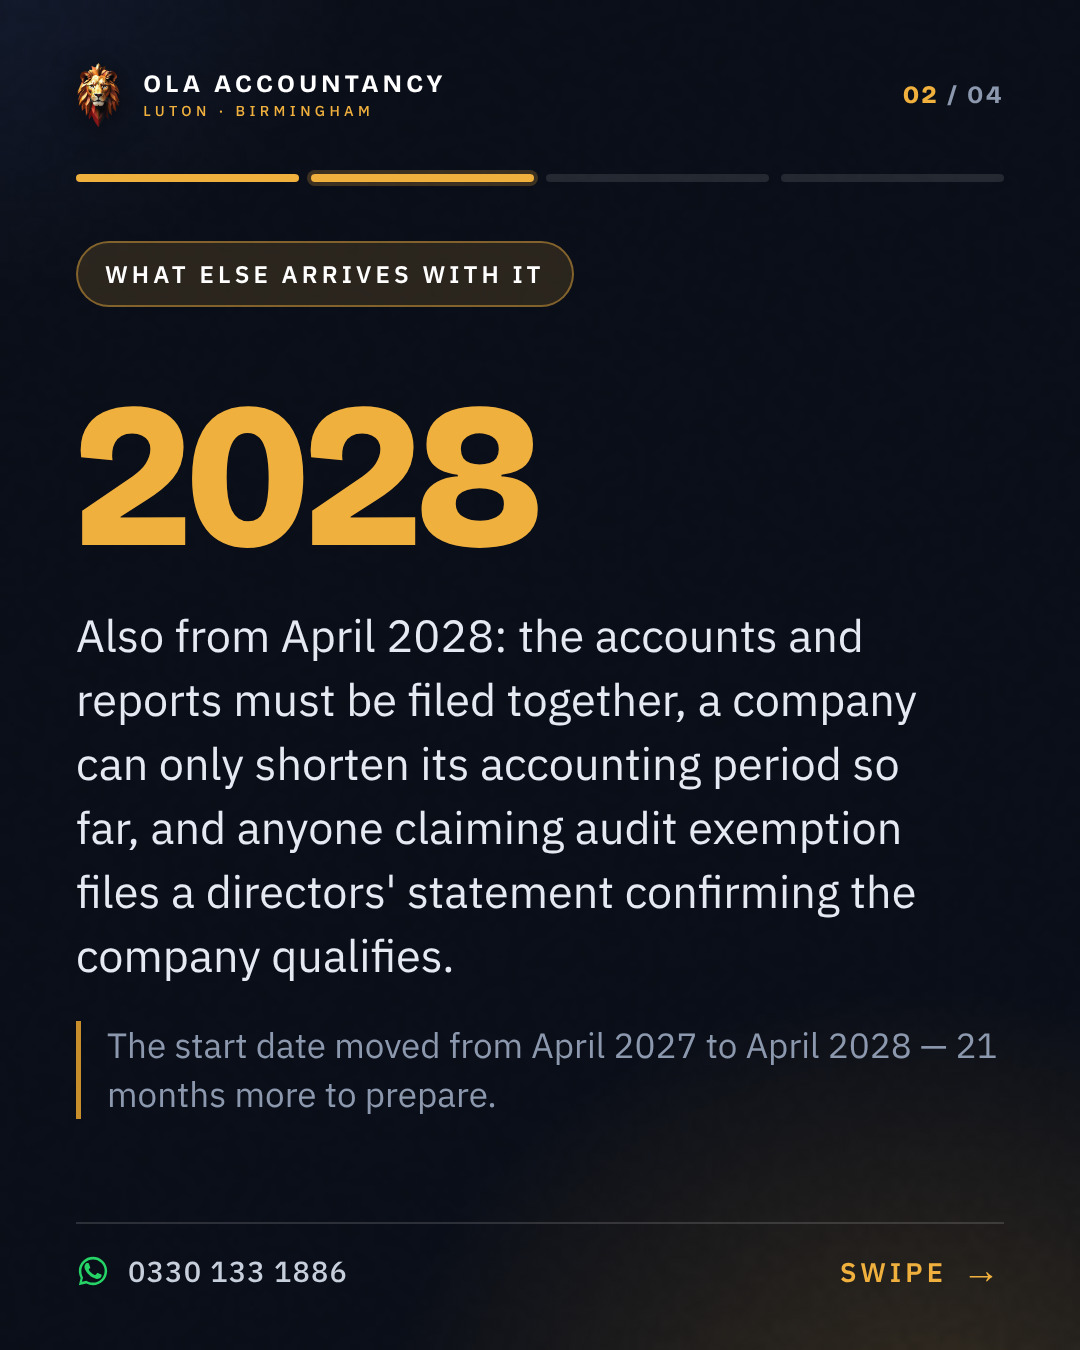 OLA ACCOUNTANCY
LUTON · BIRMINGHAM
02 / 04
WHAT ELSE ARRIVES WITH IT
2028
Also from April 2028: the accounts and
reports must be filed together, a company
can only shorten its accounting period so
far, and anyone claiming audit exemption
files a directors' statement confirming the
company qualifies.
The start date moved from April 2027 to April 2028 — 21
months more to prepare.
0330 133 1886
SWIPE →